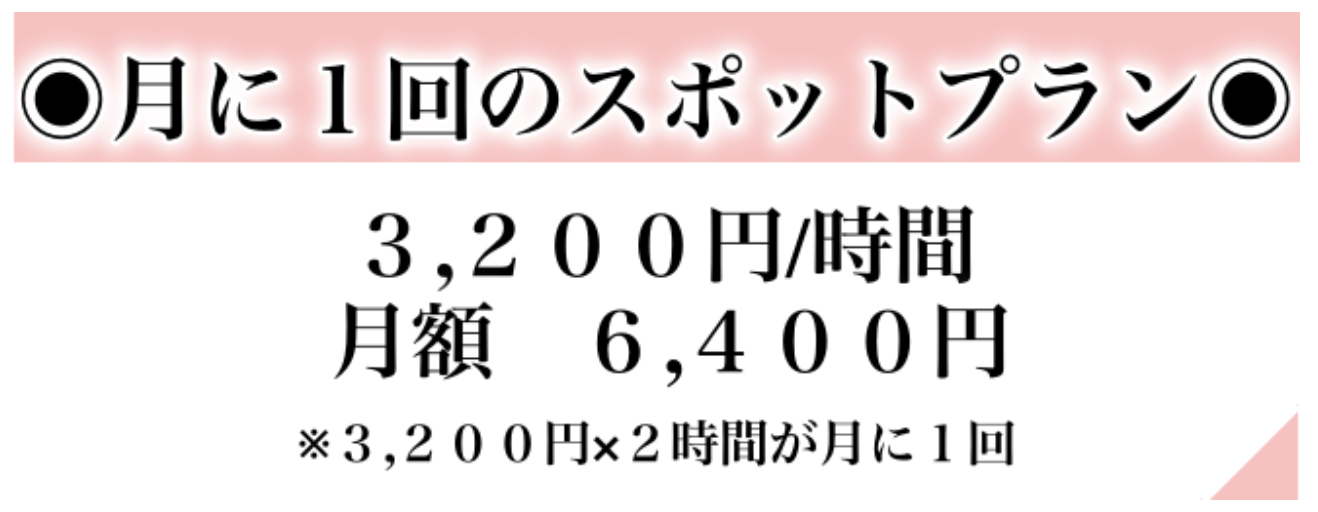 ◉月に１回のスポットプラン◉
３,２００円/時間
月額　６,４００円
※３,２００円×２時間が月に１回